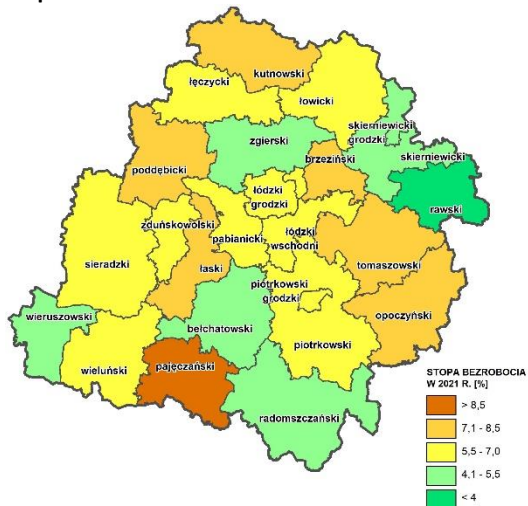 kutnowski
łęczycki
łowicki
skierniewicki
grodzki
zgierski
skierniewicki
brzeziński
poddębicki
rawski
łódzki
grodzki
zduńskowolski
łódzki
wschodni
pabianicki
sieradzki
tomaszowski
łaski
piotrkowski
grodzki
opoczyński
wieruszowski
bełchatowski
piotrkowski
wieluński
pajęczański
radomszczański
STOPA BEZROBOCIA
W 2021 R. [%]
> 8,5
7,1 - 8,5
5,5 - 7,0
4,1 - 5,5
< 4